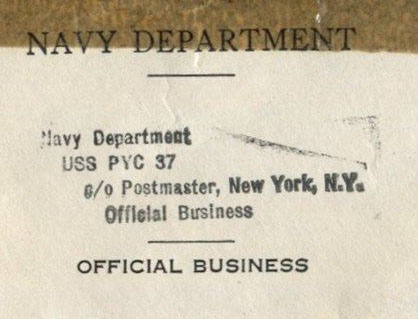 NAVY DEPARTMENT
Navy Department
USS PYC 37
c/o Postmaster, New York, N.Y.
Official Business
OFFICIAL BUSINESS